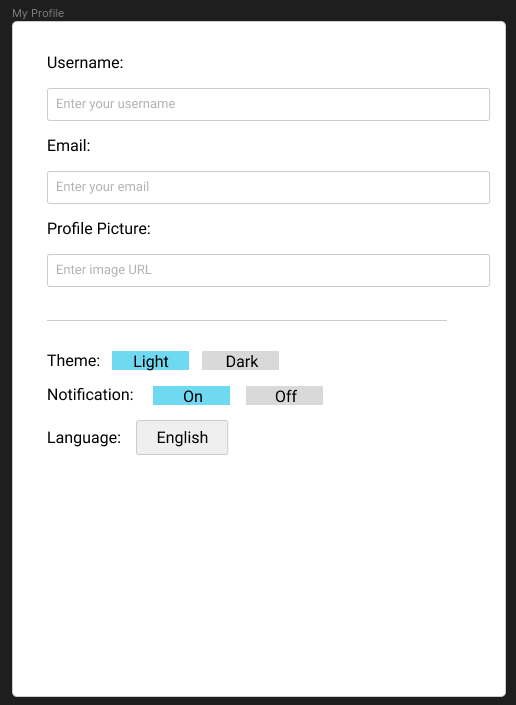 My Profile
Username:
Enter your username
Email:
Enter your email
Profile Picture:
Enter image URL
Theme: Light Dark
Notification: On Off
Language: English